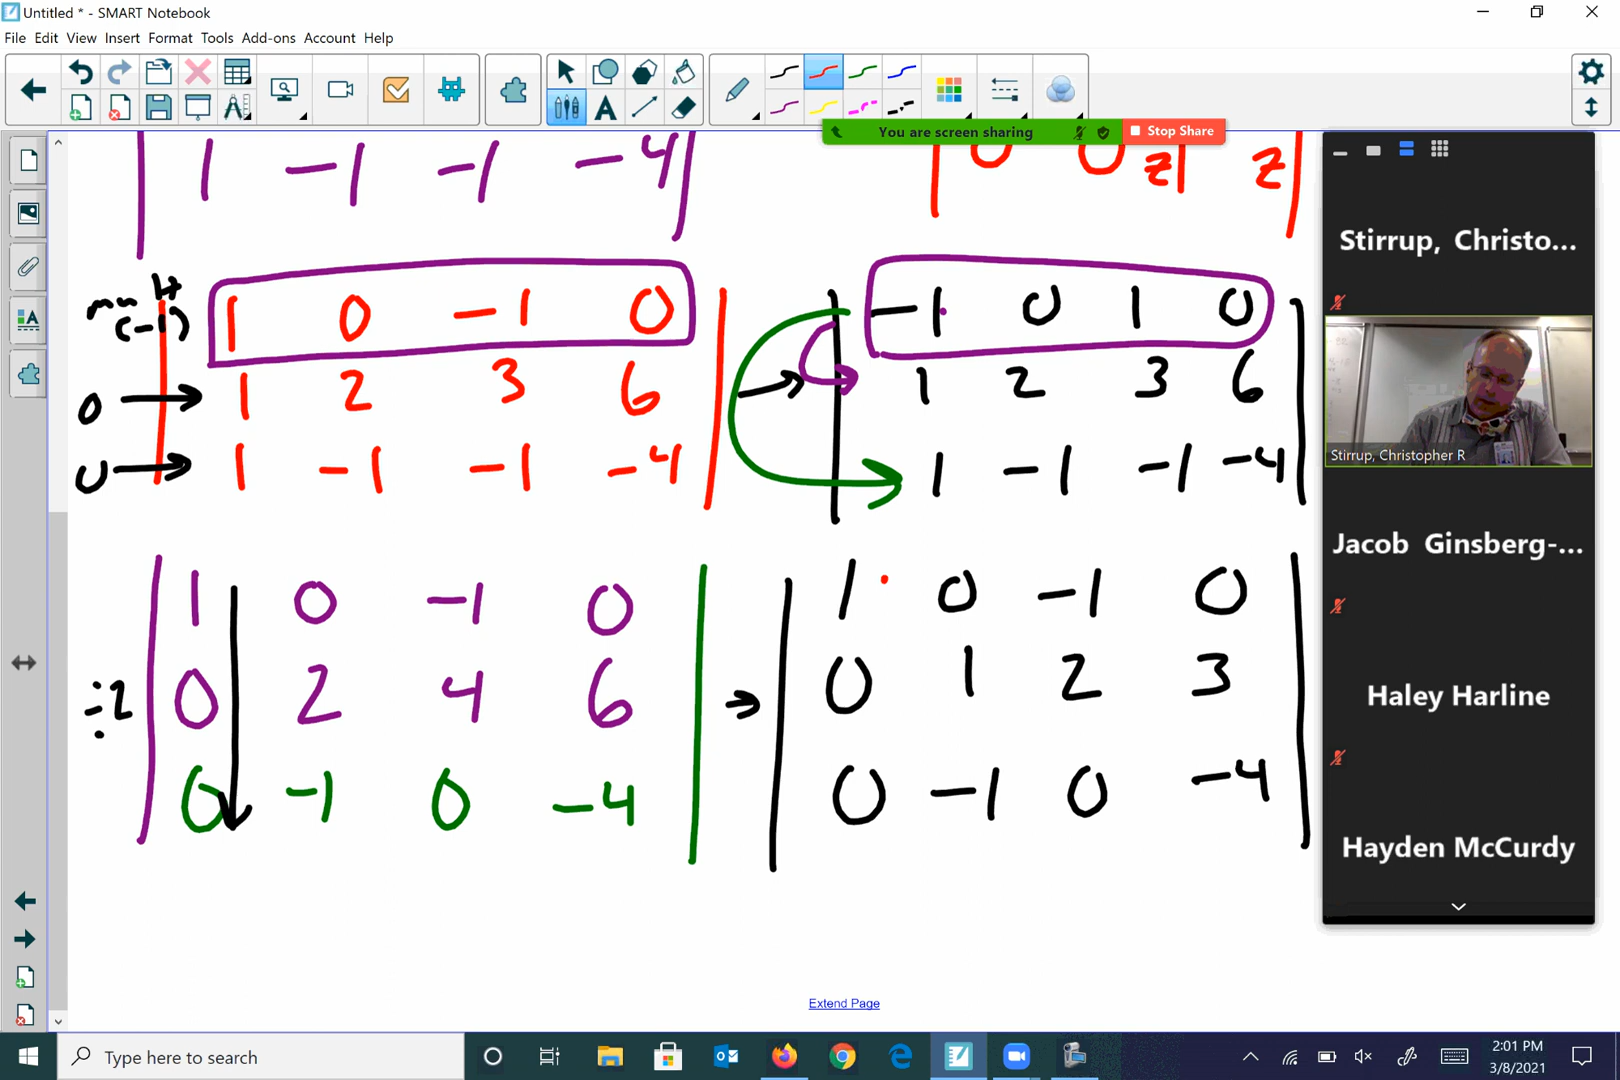 Untitled * - SMART Notebook
File Edit View Insert Format Tools Add-ons Account Help
You are screen sharing
Stop Share
1 -1 -1 -4
0 0 z1 z
(-1)
1 0 -1 0
-1 0 1 0
0 → 1 2 3 6
→ 1 2 3 6
0 → 1 -1 -1 -4
1 -1 -1 -4
1 0 -1 0
1 0 -1 0
÷2 0 2 4 6
→ 0 1 2 3
0 -1 0 -4
0 -1 0 -4
Stirrup, Christo...
Stirrup, Christopher R
Jacob Ginsberg-...
Haley Harline
Hayden McCurdy
Extend Page
Type here to search
2:01 PM
3/8/2021